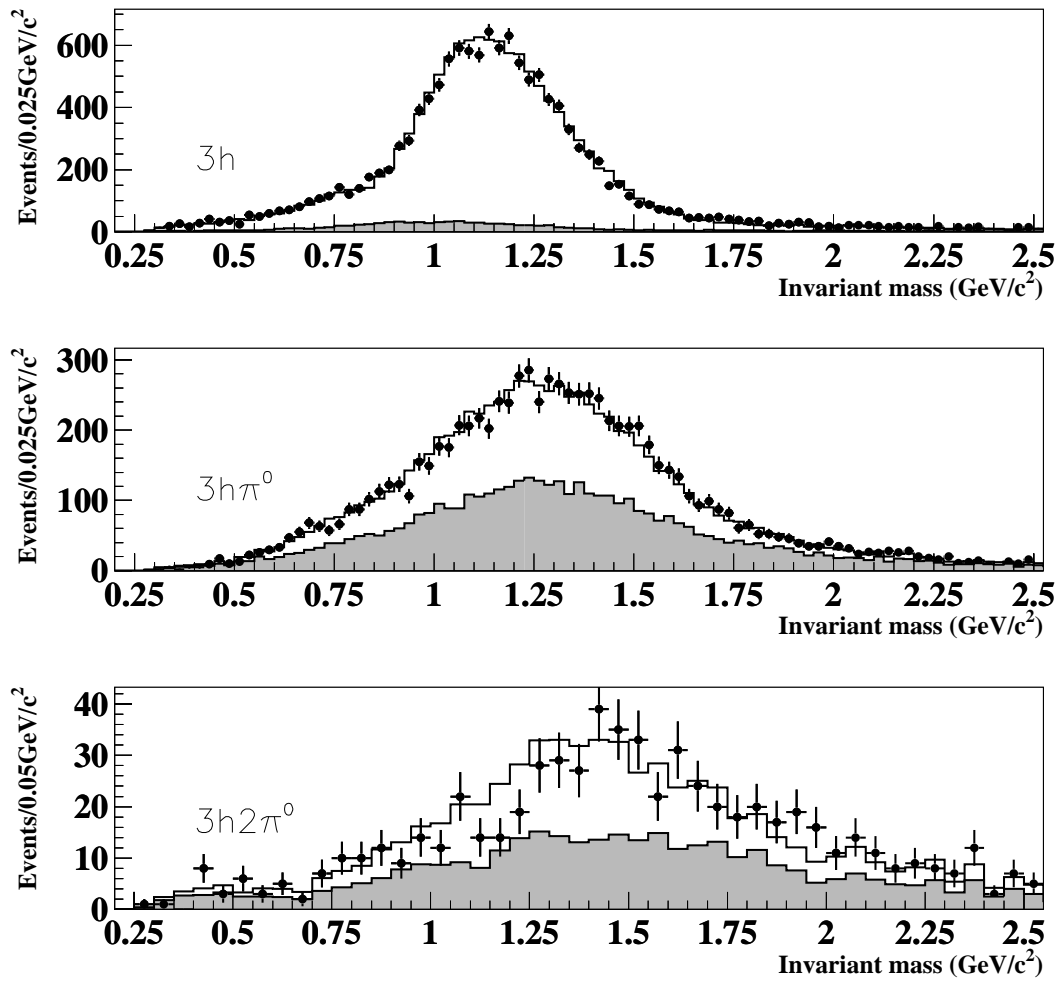 Events/0.025GeV/c²
600
400
200
0
3h
0.25 0.5 0.75 1 1.25 1.5 1.75 2 2.25 2.5
Invariant mass (GeV/c²)
Events/0.025GeV/c²
300
200
100
0
3hπ⁰
0.25 0.5 0.75 1 1.25 1.5 1.75 2 2.25 2.5
Invariant mass (GeV/c²)
Events/0.05GeV/c²
40
30
20
10
0
3h2π⁰
0.25 0.5 0.75 1 1.25 1.5 1.75 2 2.25 2.5
Invariant mass (GeV/c²)